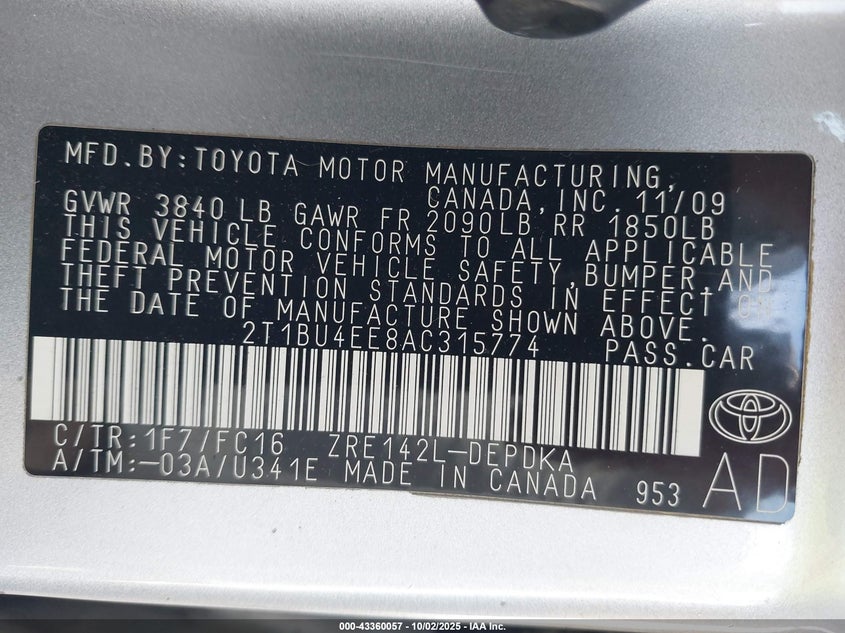 MFD.BY:TOYOTA MOTOR MANUFACTURING,
CANADA,INC. 11/09
GVWR 3840 LB GAWR FR 2090LB RR 1850LB
THIS VEHICLE CONFORMS TO ALL APPLICABLE
FEDERAL MOTOR VEHICLE SAFETY,BUMPER,AND
THEFT PREVENTION STANDARDS IN EFFECT ON
THE DATE OF MANUFACTURE SHOWN ABOVE.
2T1BU4EE8AC315774 PASS.CAR
C/TR:1F7/FC16 ZRE142L-DEPDKA
A/TM:-03A/U341E MADE IN CANADA 953 AD
000-43360057 - 10/02/2025 - IAA Inc.